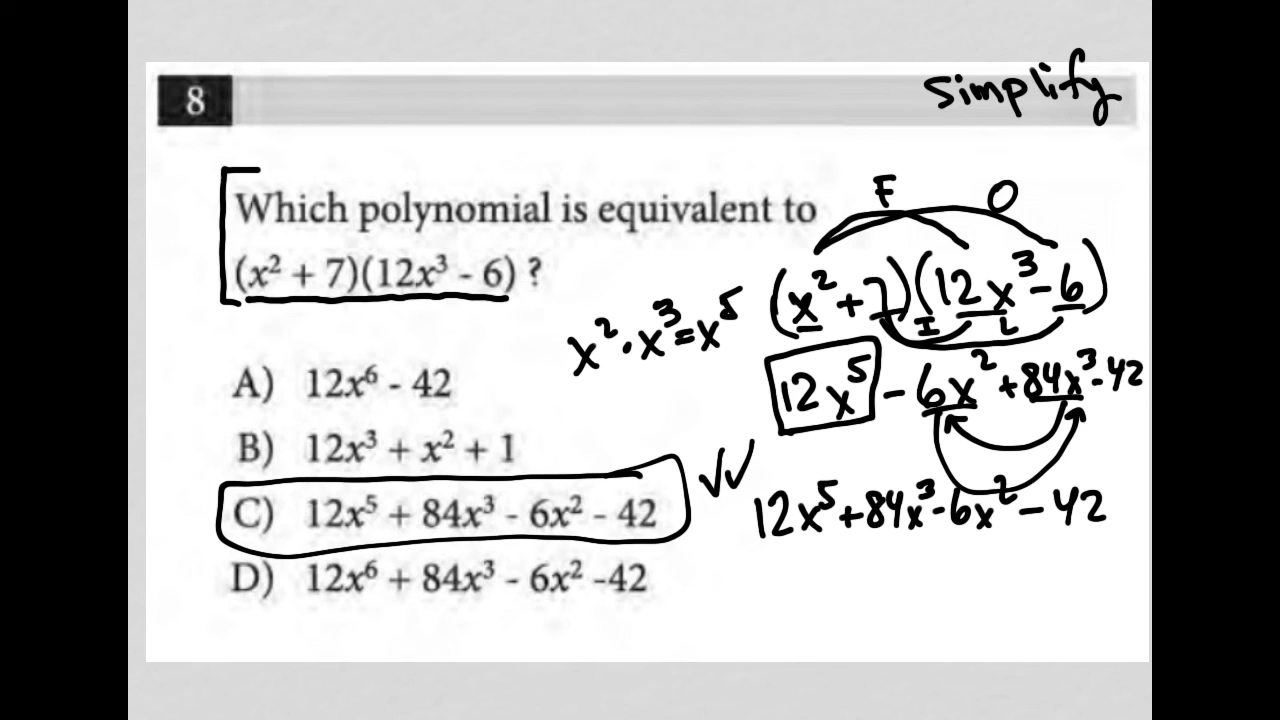 simplify
8
Which polynomial is equivalent to
(x² + 7)(12x³ - 6) ?
F O
(x² + 7)(12x³ - 6)
I L
x² · x³ = x⁵
12x⁵ - 6x² + 84x³ - 42
12x⁵ + 84x³ - 6x² - 42
A) 12x⁶ - 42
B) 12x³ + x² + 1
C) 12x⁵ + 84x³ - 6x² - 42
D) 12x⁶ + 84x³ - 6x² -42